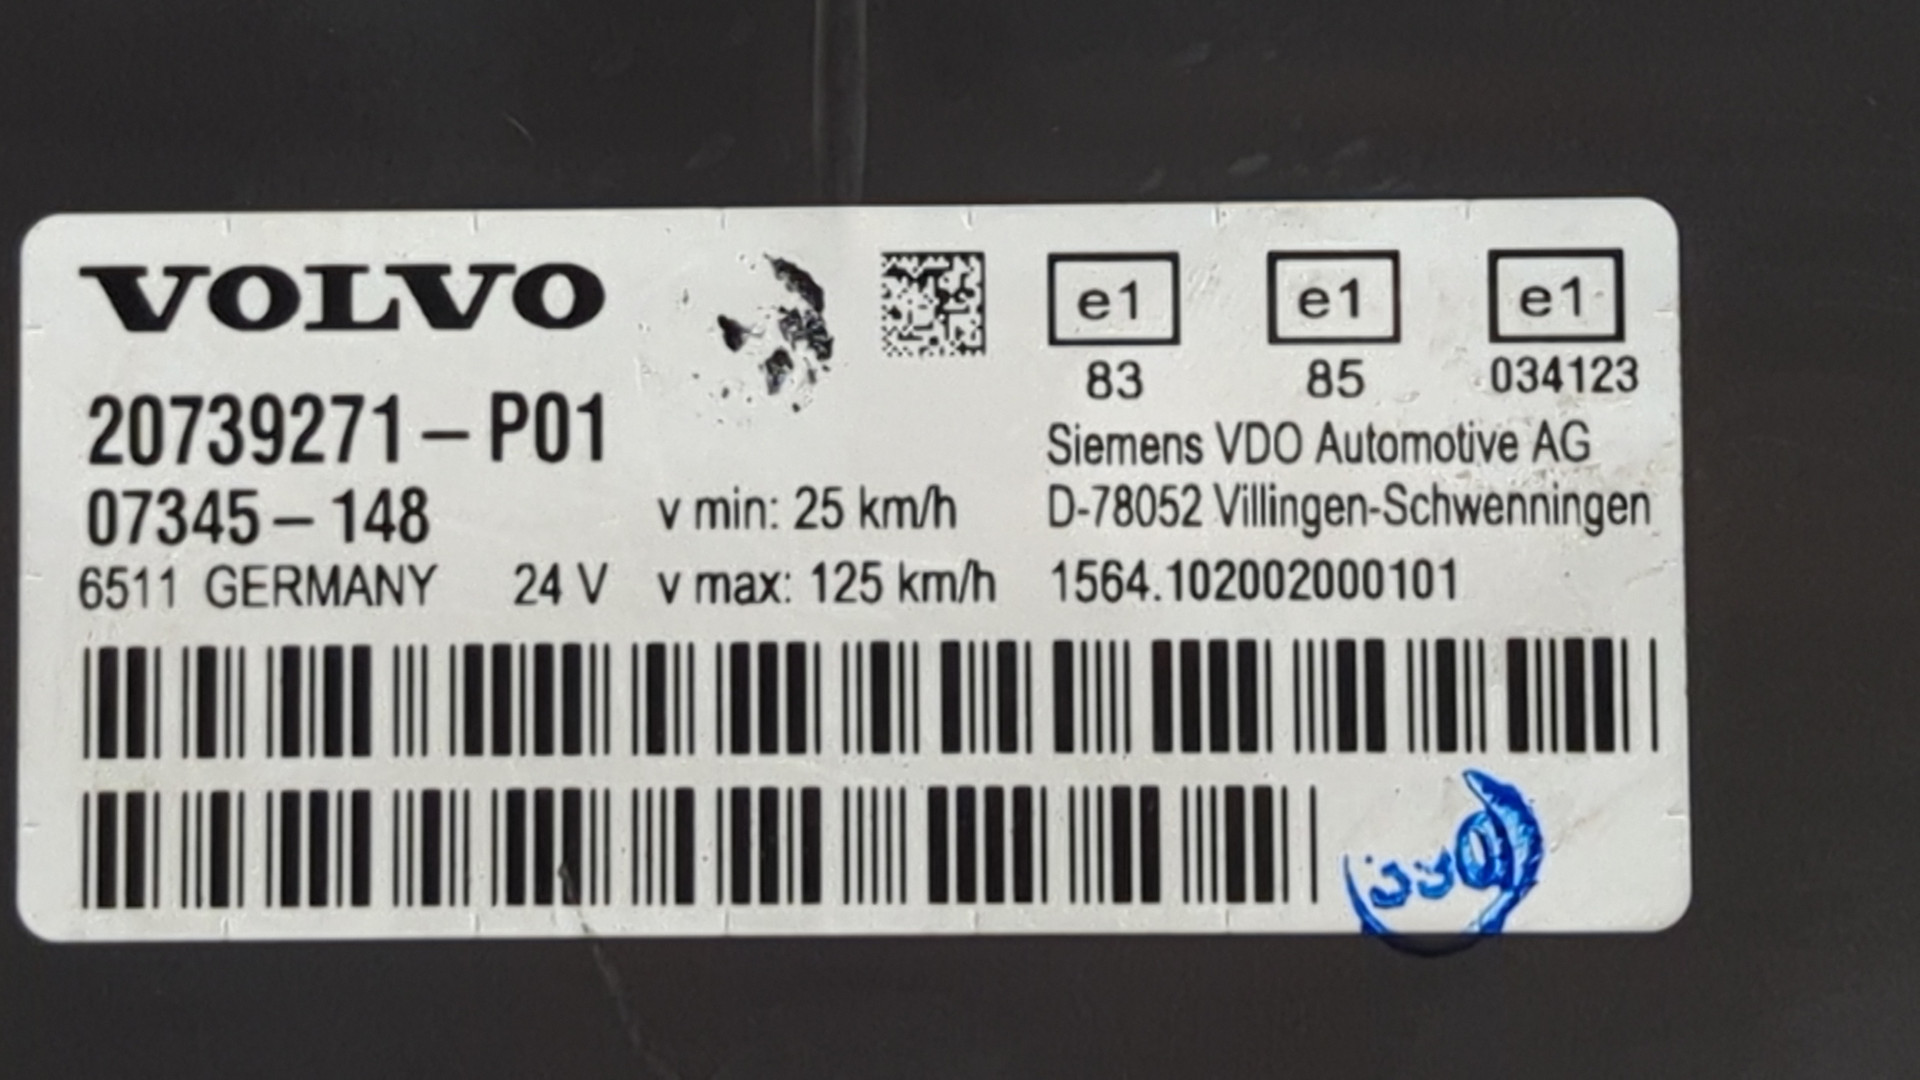 VOLVO
20739271 – P01
07345 – 148
6511 GERMANY 24 V
v min: 25 km/h
v max: 125 km/h
e1 e1 e1
83 85 034123
Siemens VDO Automotive AG
D-78052 Villingen-Schwenningen
1564.102002000101